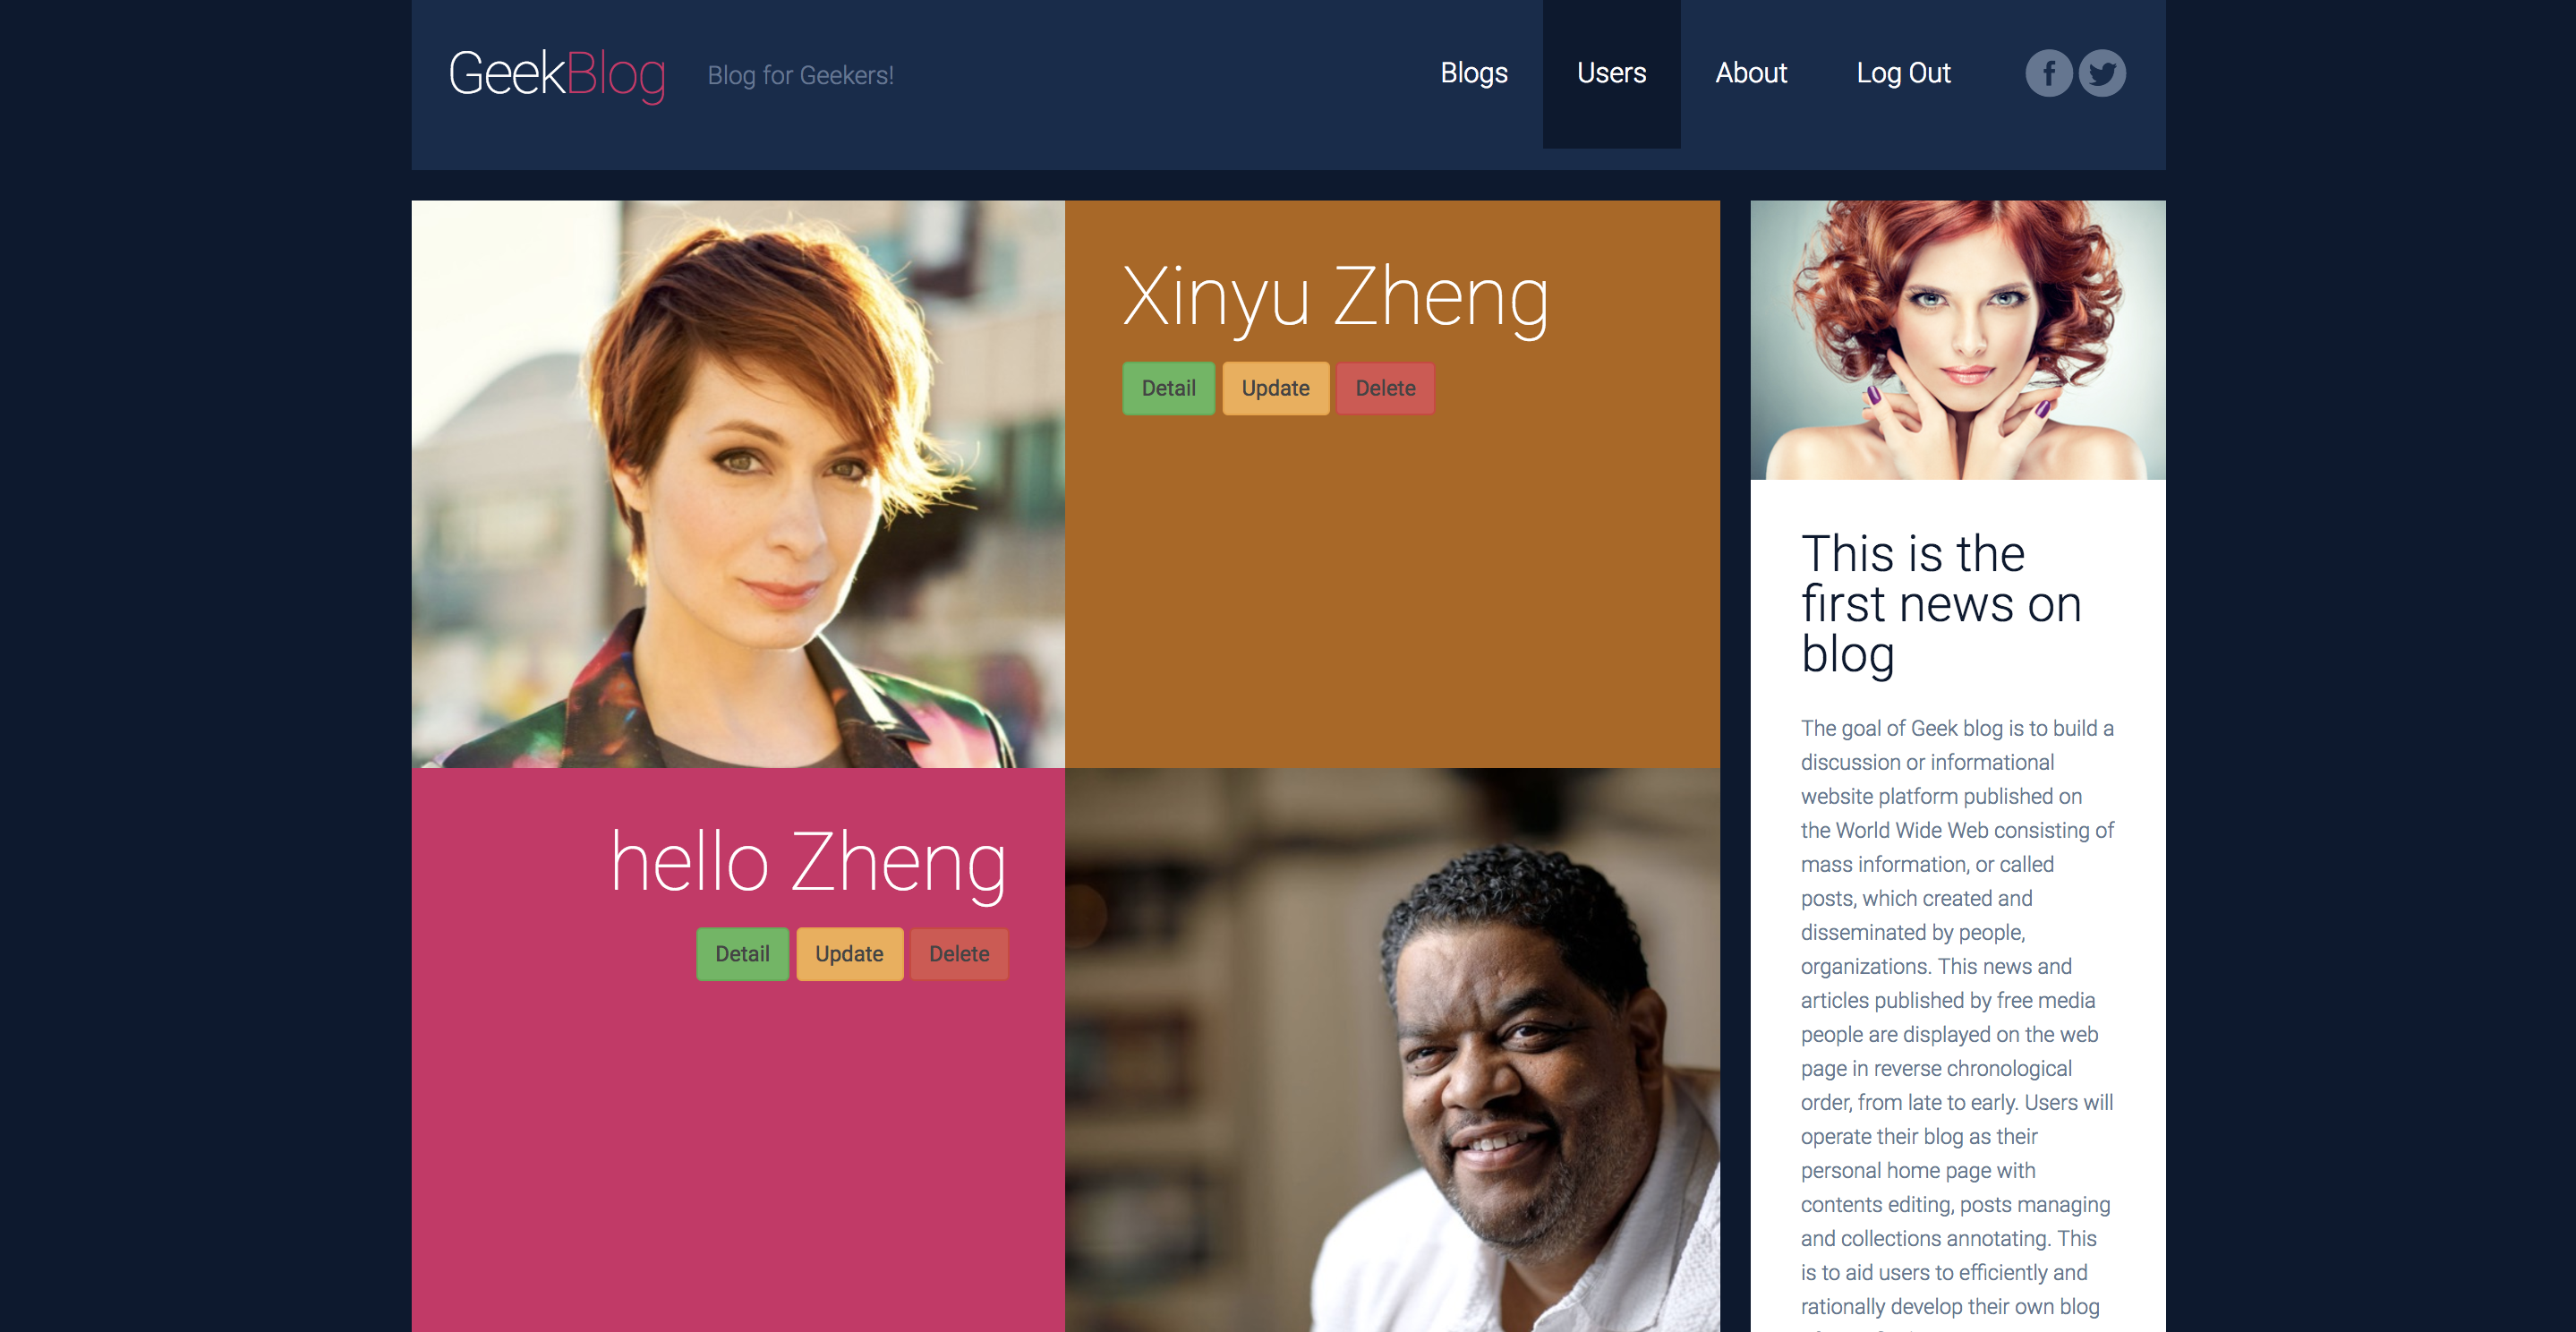 GeekBlog
Blog for Geekers!
Blogs
Users
About
Log Out
Xinyu Zheng
Detail
Update
Delete
hello Zheng
Detail
Update
Delete
This is the
first news on
blog
The goal of Geek blog is to build a
discussion or informational
website platform published on
the World Wide Web consisting of
mass information, or called
posts, which created and
disseminated by people,
organizations. This news and
articles published by free media
people are displayed on the web
page in reverse chronological
order, from late to early. Users will
operate their blog as their
personal home page with
contents editing, posts managing
and collections annotating. This
is to aid users to efficiently and
rationally develop their own blog